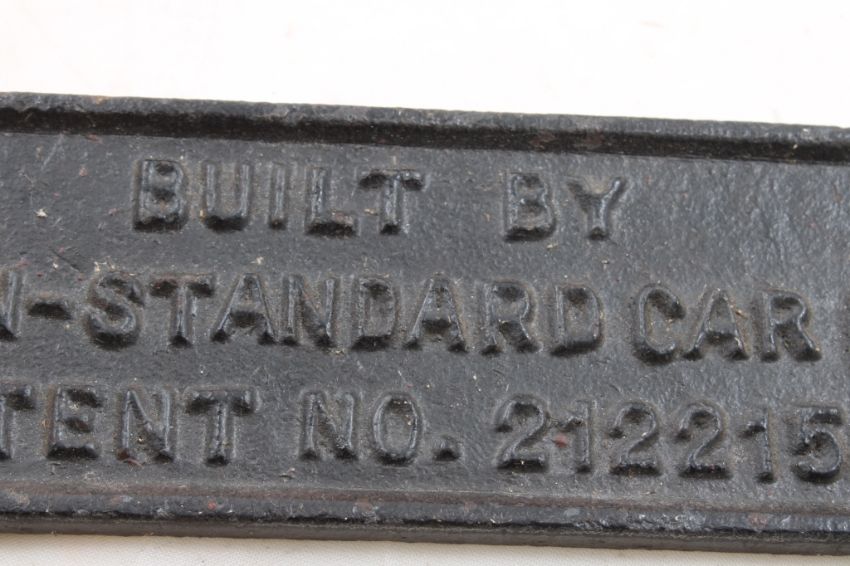 BUILT BY
N-STANDARD CAR
TENT NO. 212215